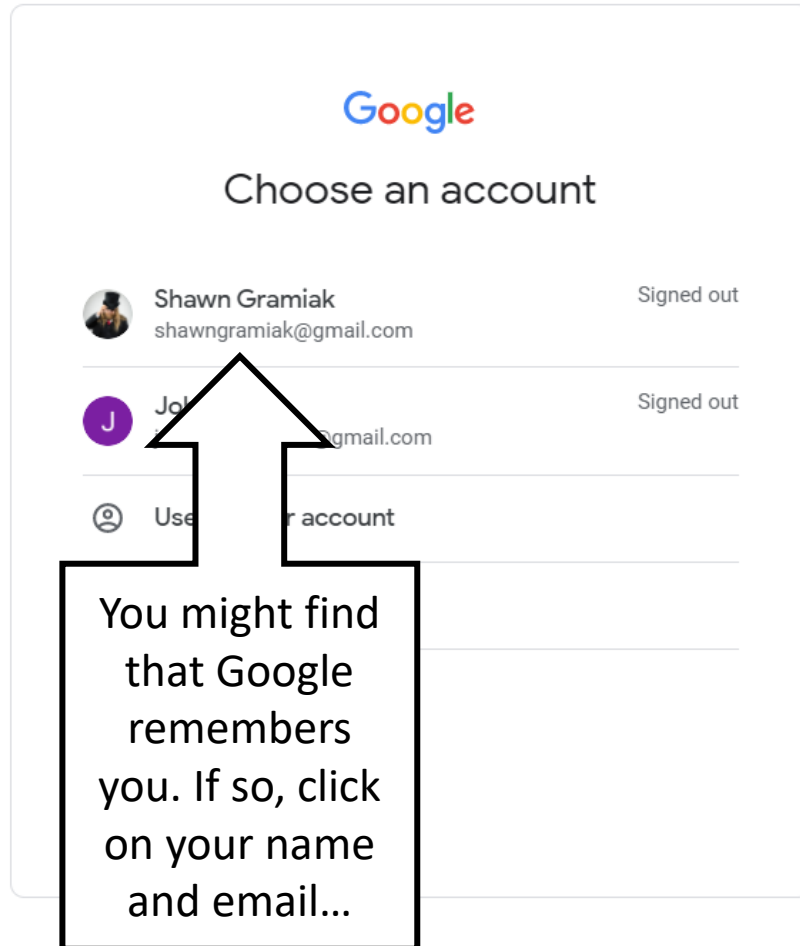 Google
Choose an account
Shawn Gramiak
Signed out
shawngramiak@gmail.com
J
Signed out
@gmail.com
account
You might find
that Google
remembers
you. If so, click
on your name
and email...